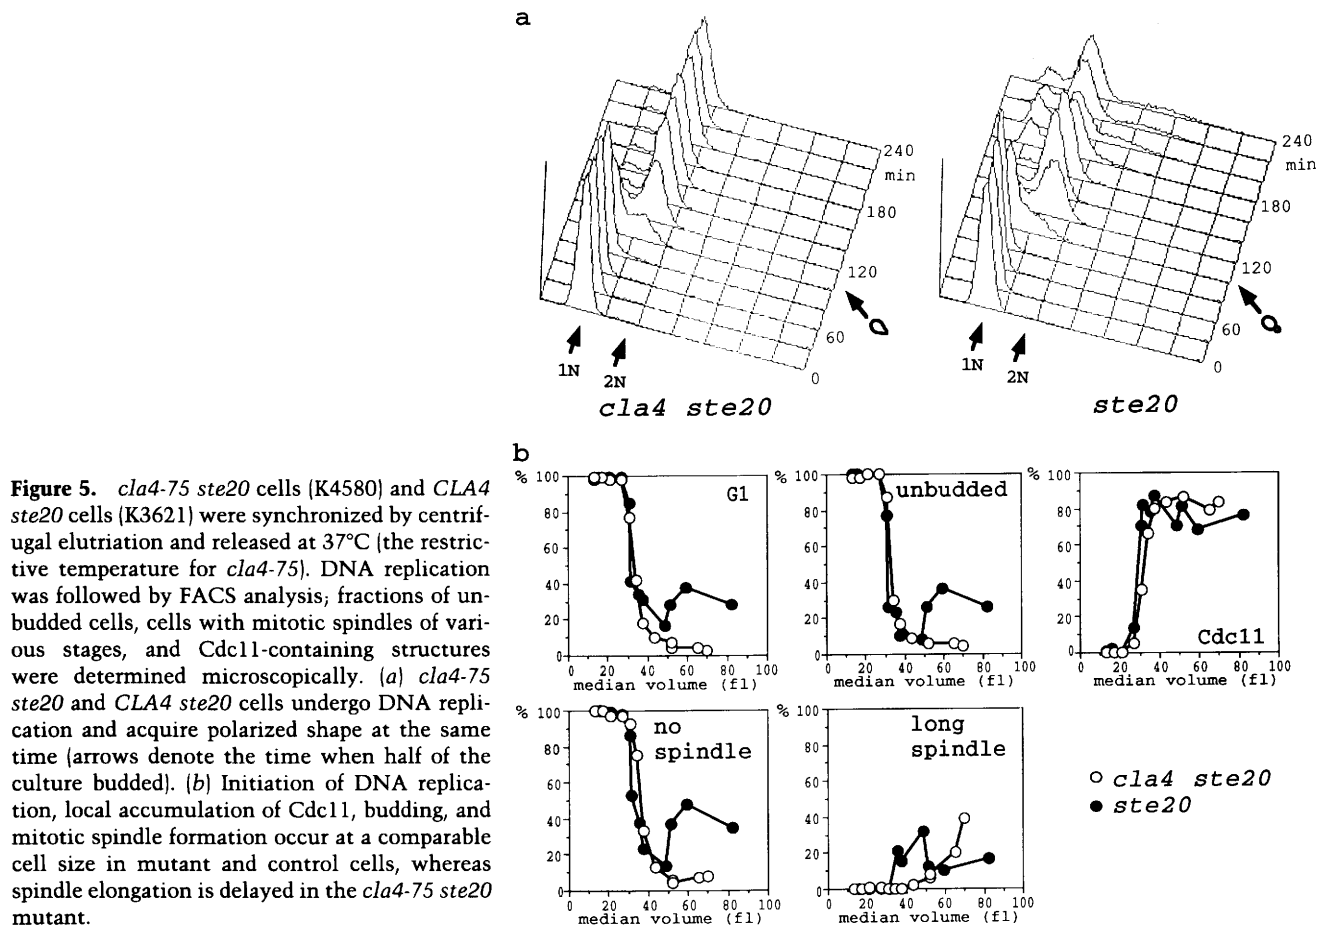 a
240
min
180
120
60
0
1N
2N
cla4 ste20
240
min
180
120
60
0
1N
2N
ste20
Figure 5. cla4-75 ste20 cells (K4580) and CLA4
ste20 cells (K3621) were synchronized by centrif-
ugal elutriation and released at 37°C (the restric-
tive temperature for cla4-75). DNA replication
was followed by FACS analysis; fractions of un-
budded cells, cells with mitotic spindles of vari-
ous stages, and Cdc11-containing structures
were determined microscopically. (a) cla4-75
ste20 and CLA4 ste20 cells undergo DNA repli-
cation and acquire polarized shape at the same
time (arrows denote the time when half of the
culture budded). (b) Initiation of DNA replica-
tion, local accumulation of Cdc11, budding, and
mitotic spindle formation occur at a comparable
cell size in mutant and control cells, whereas
spindle elongation is delayed in the cla4-75 ste20
mutant.
b
% 100
80
60
40
20
0
G1
0 20 40 60 80 100
median volume (fl)
% 100
80
60
40
20
0
unbudded
0 20 40 60 80 100
median volume (fl)
% 100
80
60
40
20
0
Cdc11
0 20 40 60 80 100
median volume (fl)
% 100
80
60
40
20
0
no
spindle
0 20 40 60 80 100
median volume (fl)
% 100
80
60
40
20
0
long
spindle
0 20 40 60 80 100
median volume (fl)
cla4 ste20
ste20